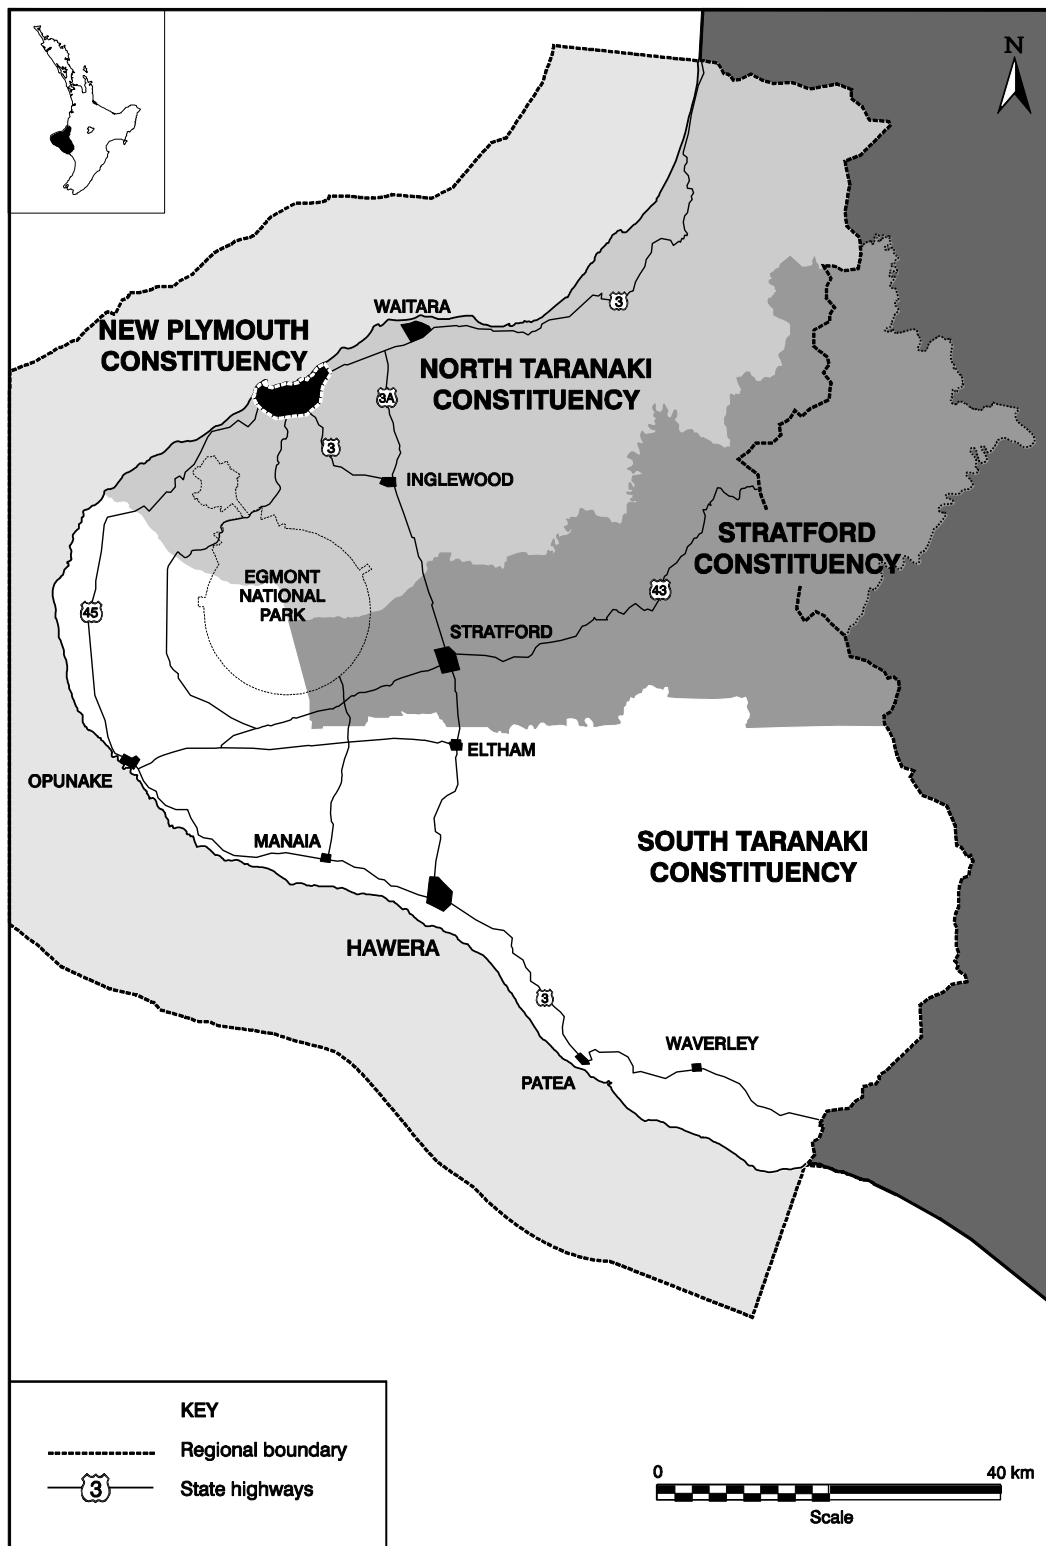 N
WAITARA
3
NEW PLYMOUTH
CONSTITUENCY
NORTH TARANAKI
CONSTITUENCY
3A
3
INGLEWOOD
STRATFORD
CONSTITUENCY
EGMONT
NATIONAL
PARK
45
43
STRATFORD
ELTHAM
OPUNAKE
MANAIA
SOUTH TARANAKI
CONSTITUENCY
HAWERA
3
WAVERLEY
PATEA
KEY
Regional boundary
3 State highways
0 40 km
Scale